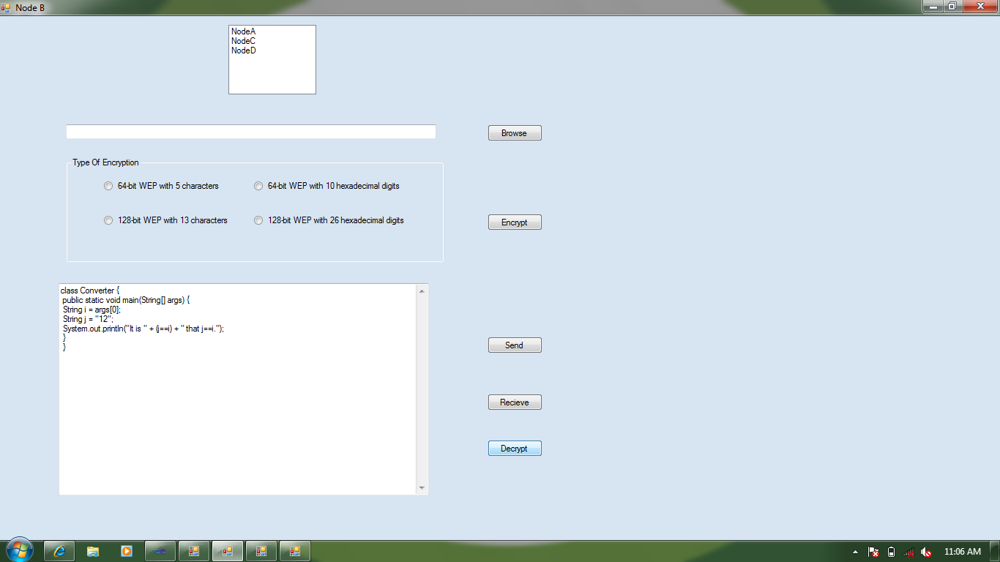 Node B
NodeA
NodeC
NodeD
Browse
Type Of Encryption
64-bit WEP with 5 characters
64-bit WEP with 10 hexadecimal digits
128-bit WEP with 13 characters
128-bit WEP with 26 hexadecimal digits
Encrypt
class Converter {
public static void main(String[] args) {
String i = args[0];
String j = "12";
System.out.println("It is " + (j==i) + " that j==i.");
}
}
Send
Recieve
Decrypt
11:06 AM